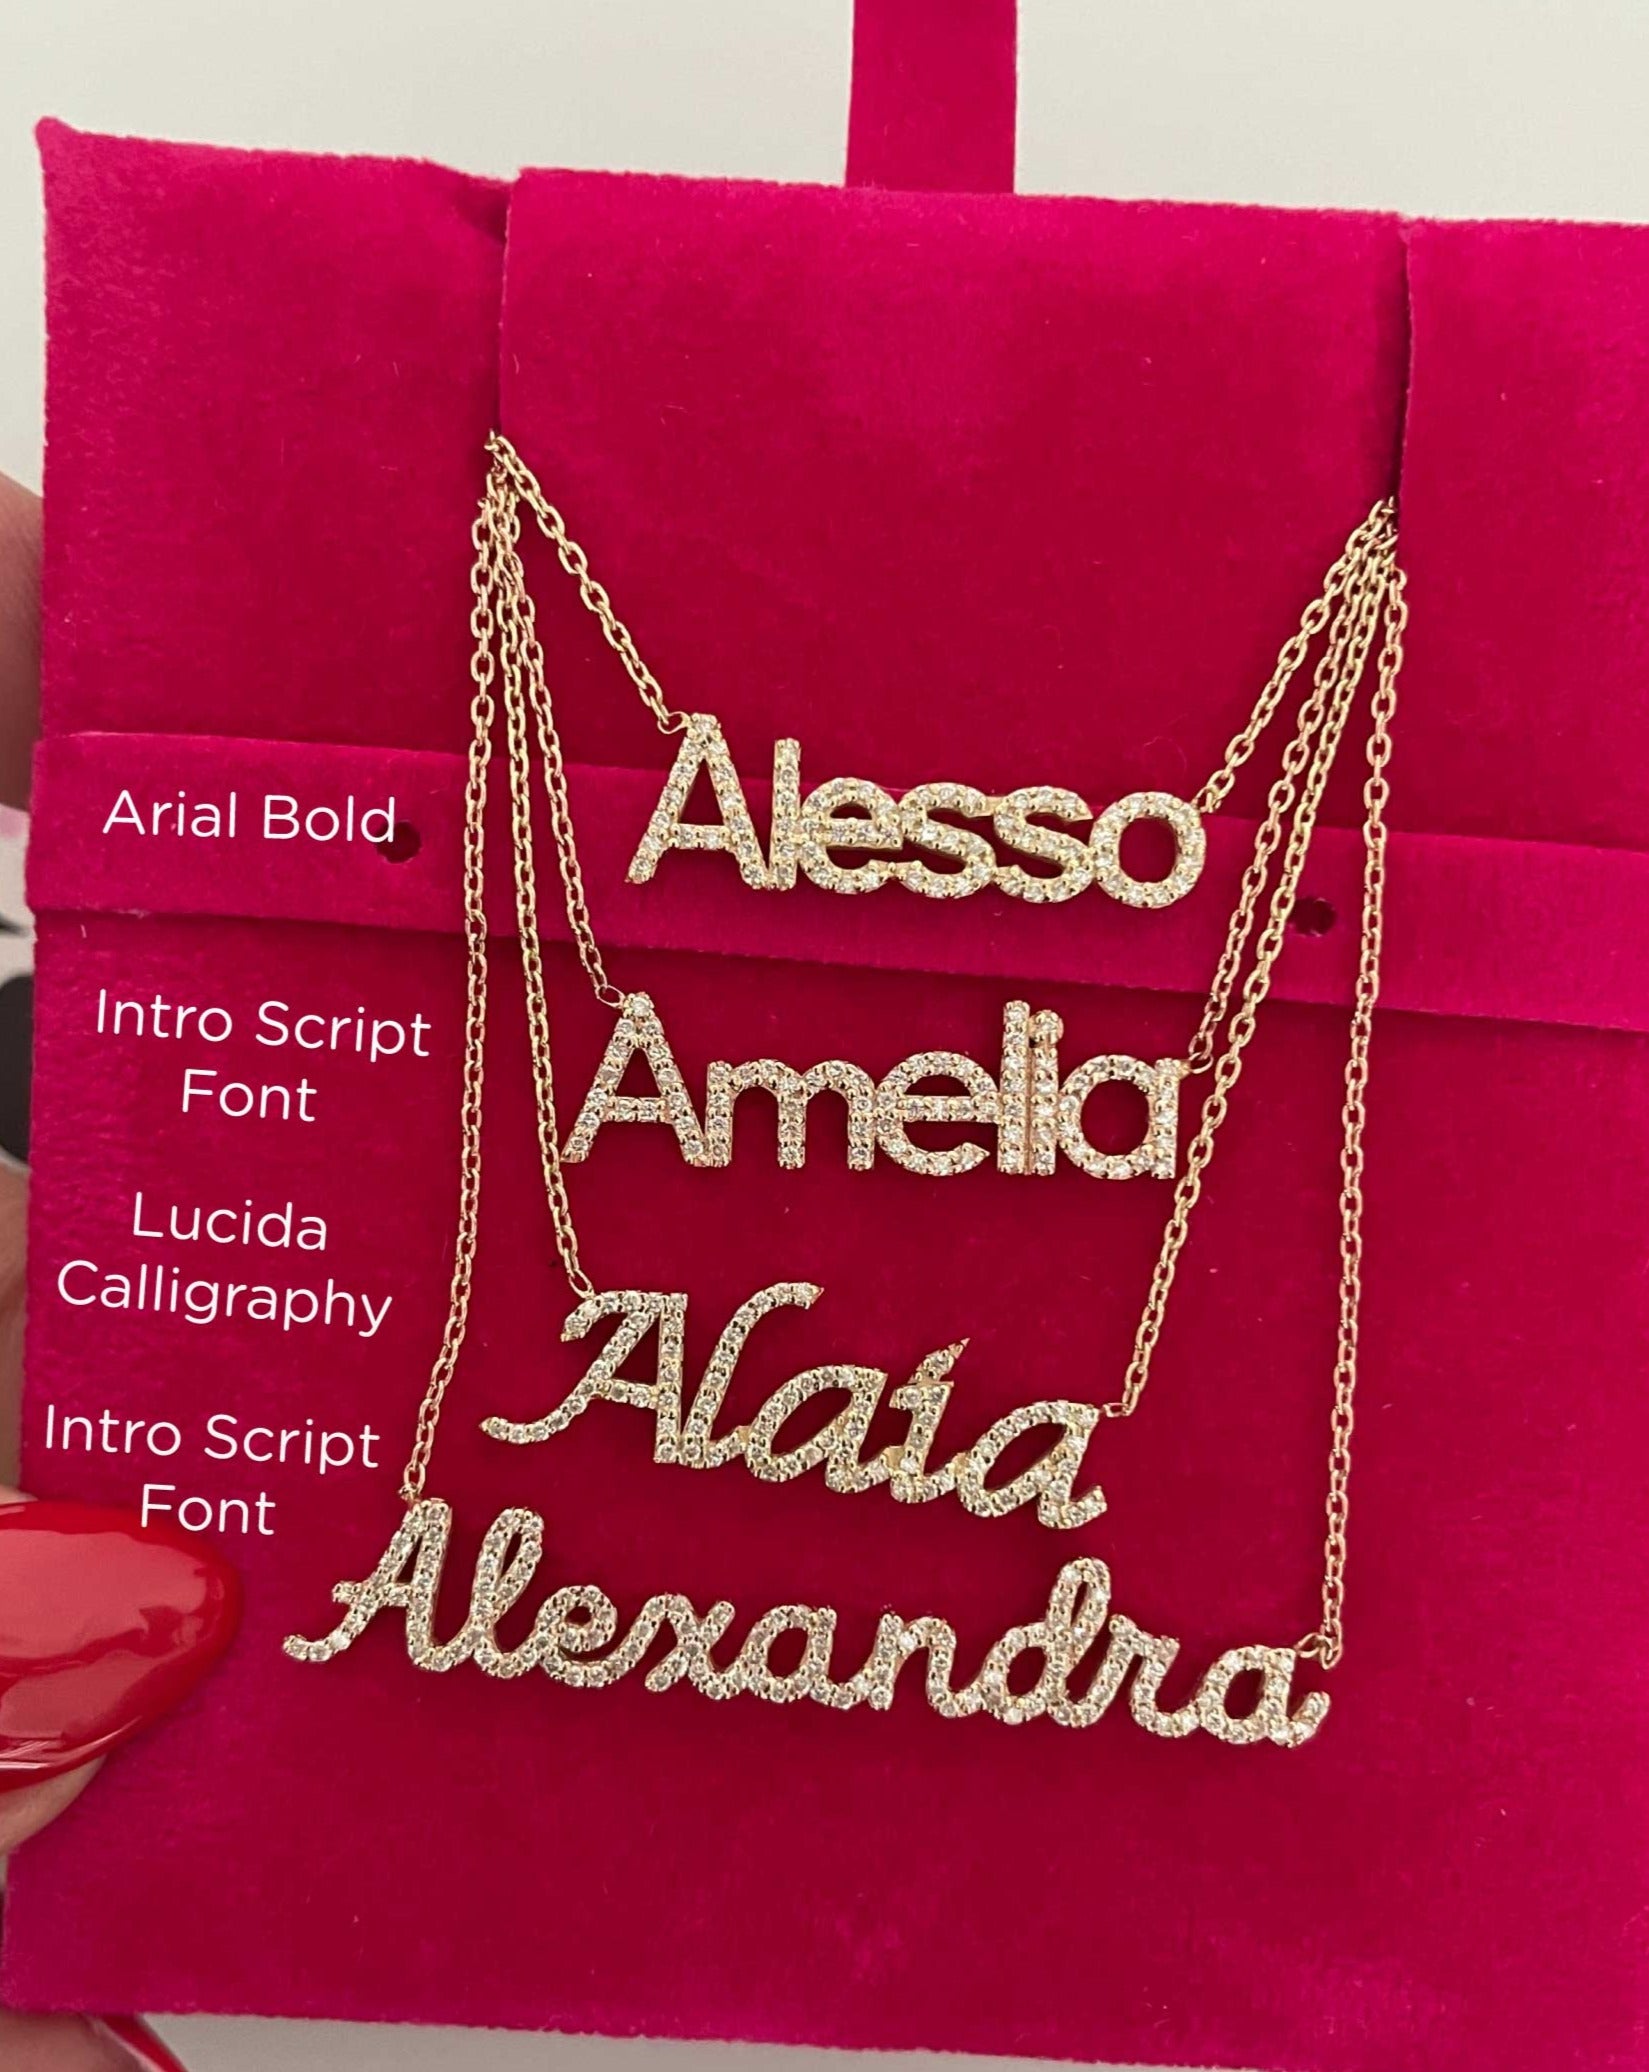 Alesso
Arial Bold
Amelia
Intro Script
Font
Lucida
Calligraphy
Alaia
Intro Script
Font
Alexandra